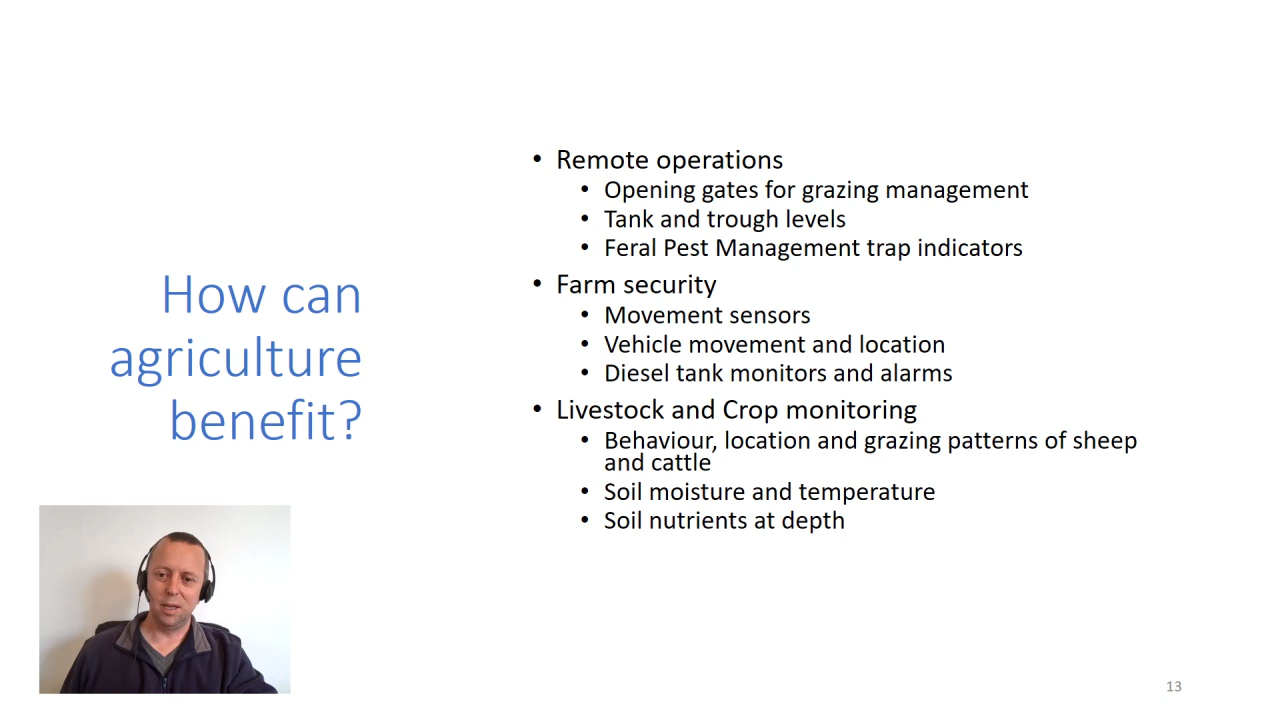 How can
agriculture
benefit?
• Remote operations
• Opening gates for grazing management
• Tank and trough levels
• Feral Pest Management trap indicators
• Farm security
• Movement sensors
• Vehicle movement and location
• Diesel tank monitors and alarms
• Livestock and Crop monitoring
• Behaviour, location and grazing patterns of sheep
and cattle
• Soil moisture and temperature
• Soil nutrients at depth
13